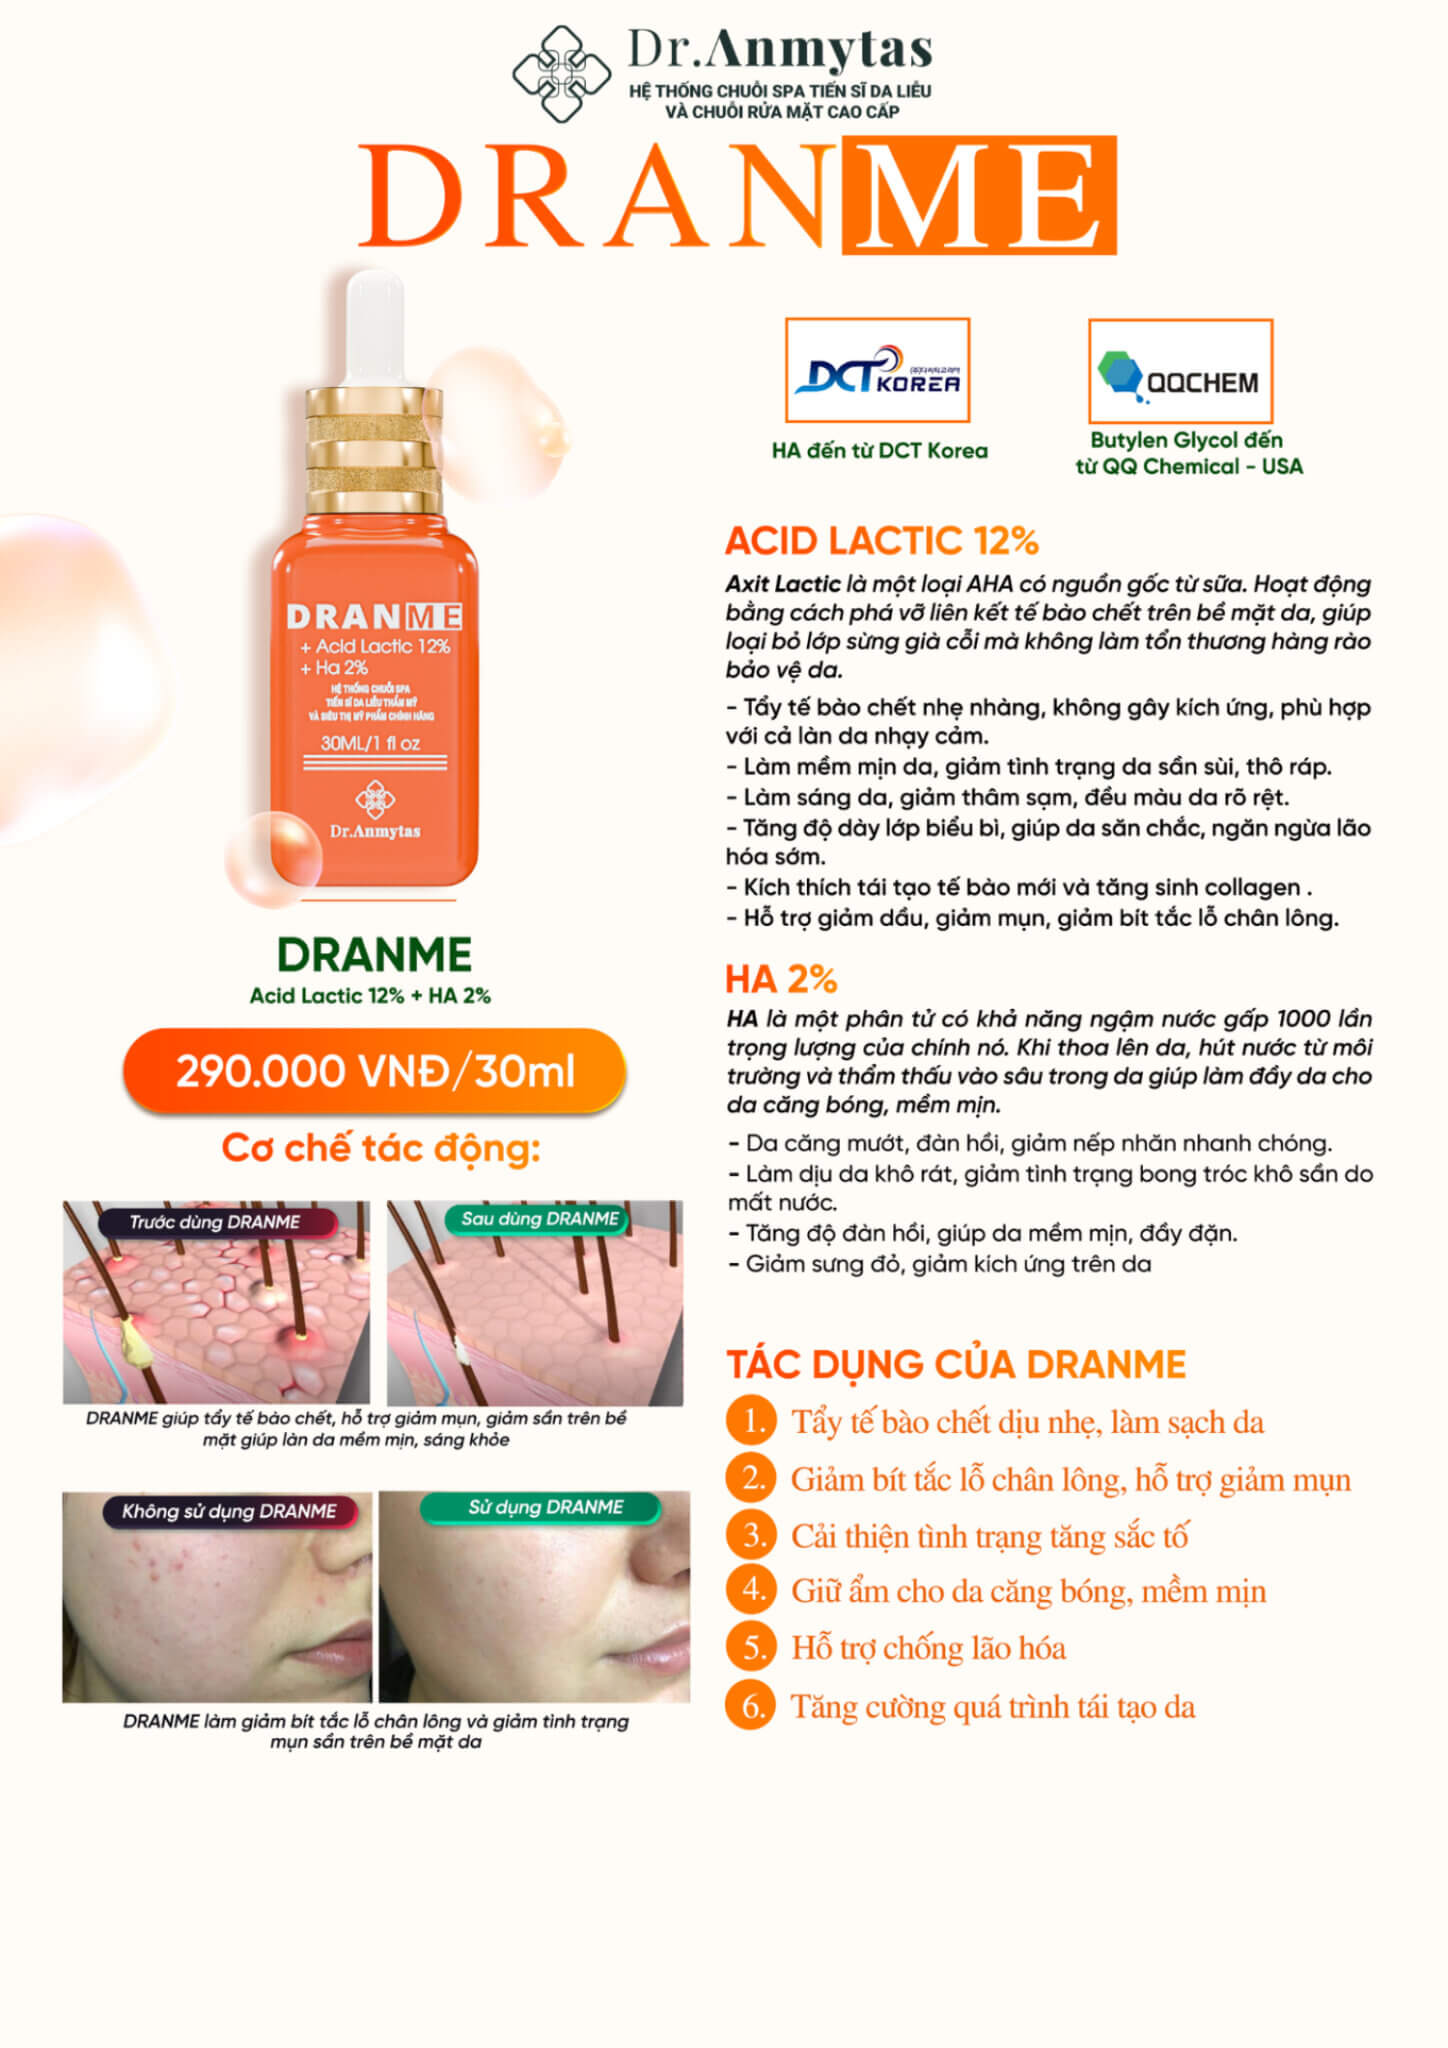 Dr.Anmytas
HỆ THỐNG CHUỖI SPA TIẾN SĨ DA LIỄU
VÀ CHUỖI RỬA MẶT CAO CẤP
DRANME
DCT KOREA
(주)디씨티코리아
HA đến từ DCT Korea
QQCHEM
Butylen Glycol đến
từ QQ Chemical - USA
DRANME
+ Acid Lactic 12%
+ Ha 2%
HỆ THỐNG CHUỖI SPA
TIẾN SĨ DA LIỄU THẨM MỸ
VÀ SIÊU THỊ MỸ PHẨM CHÍNH HÃNG
30ML/1 fl oz
Dr.Anmytas
DRANME
Acid Lactic 12% + HA 2%
290.000 VNĐ/30ml
Cơ chế tác động:
Trước dùng DRANME
Sau dùng DRANME
DRANME giúp tẩy tế bào chết, hỗ trợ giảm mụn, giảm sần trên bề
mặt giúp làn da mềm mịn, sáng khỏe
Không sử dụng DRANME
Sử dụng DRANME
DRANME làm giảm bít tắc lỗ chân lông và giảm tình trạng
mụn sần trên bề mặt da
ACID LACTIC 12%
Axit Lactic là một loại AHA có nguồn gốc từ sữa. Hoạt động
bằng cách phá vỡ liên kết tế bào chết trên bề mặt da, giúp
loại bỏ lớp sừng già cỗi mà không làm tổn thương hàng rào
bảo vệ da.
- Tẩy tế bào chết nhẹ nhàng, không gây kích ứng, phù hợp
với cả làn da nhạy cảm.
- Làm mềm mịn da, giảm tình trạng da sần sùi, thô ráp.
- Làm sáng da, giảm thâm sạm, đều màu da rõ rệt.
- Tăng độ dày lớp biểu bì, giúp da săn chắc, ngăn ngừa lão
hóa sớm.
- Kích thích tái tạo tế bào mới và tăng sinh collagen .
- Hỗ trợ giảm dầu, giảm mụn, giảm bít tắc lỗ chân lông.
HA 2%
HA là một phân tử có khả năng ngậm nước gấp 1000 lần
trọng lượng của chính nó. Khi thoa lên da, hút nước từ môi
trường và thẩm thấu vào sâu trong da giúp làm đầy da cho
da căng bóng, mềm mịn.
- Da căng mướt, đàn hồi, giảm nếp nhăn nhanh chóng.
- Làm dịu da khô rát, giảm tình trạng bong tróc khô sần do
mất nước.
- Tăng độ đàn hồi, giúp da mềm mịn, đầy đặn.
- Giảm sưng đỏ, giảm kích ứng trên da
TÁC DỤNG CỦA DRANME
1. Tẩy tế bào chết dịu nhẹ, làm sạch da
2. Giảm bít tắc lỗ chân lông, hỗ trợ giảm mụn
3. Cải thiện tình trạng tăng sắc tố
4. Giữ ẩm cho da căng bóng, mềm mịn
5. Hỗ trợ chống lão hóa
6. Tăng cường quá trình tái tạo da